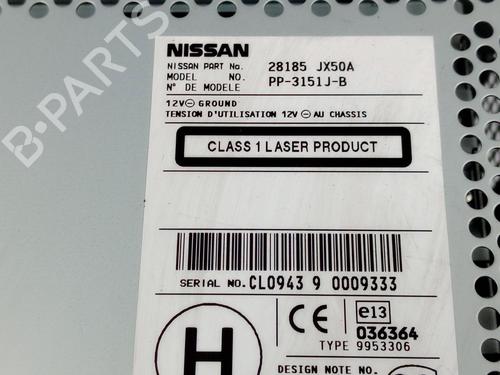 NISSAN
NISSAN PART No. 28185 JX50A
MODEL NO. PP-3151J-B
N° DE MODELE
12V⊖ GROUND
TENSION D'UTILISATION 12V⊖ AU CHASSIS
CLASS 1 LASER PRODUCT
SERIAL NO. CL0943 9 0009333
CE e13
036364
TYPE 9953306
H
DESIGN NOTE No.
B-PARTS